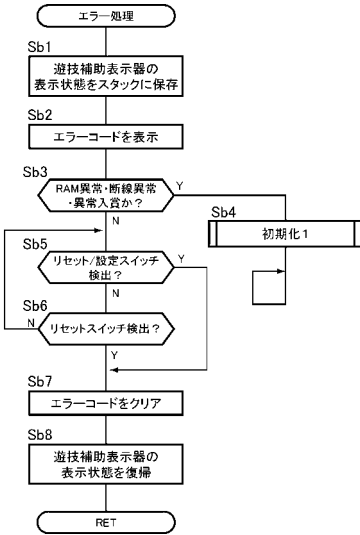 エラー処理
Sb1
遊技補助表示器の
表示状態をスタックに保存
Sb2
エラーコードを表示
Sb3
RAM異常・断線異常
・異常入賞か？
Y
N
Sb4
初期化1
Sb5
リセット/設定スイッチ
検出？
Y
N
Sb6
リセットスイッチ検出？
N
Y
Sb7
エラーコードをクリア
Sb8
遊技補助表示器の
表示状態を復帰
RET